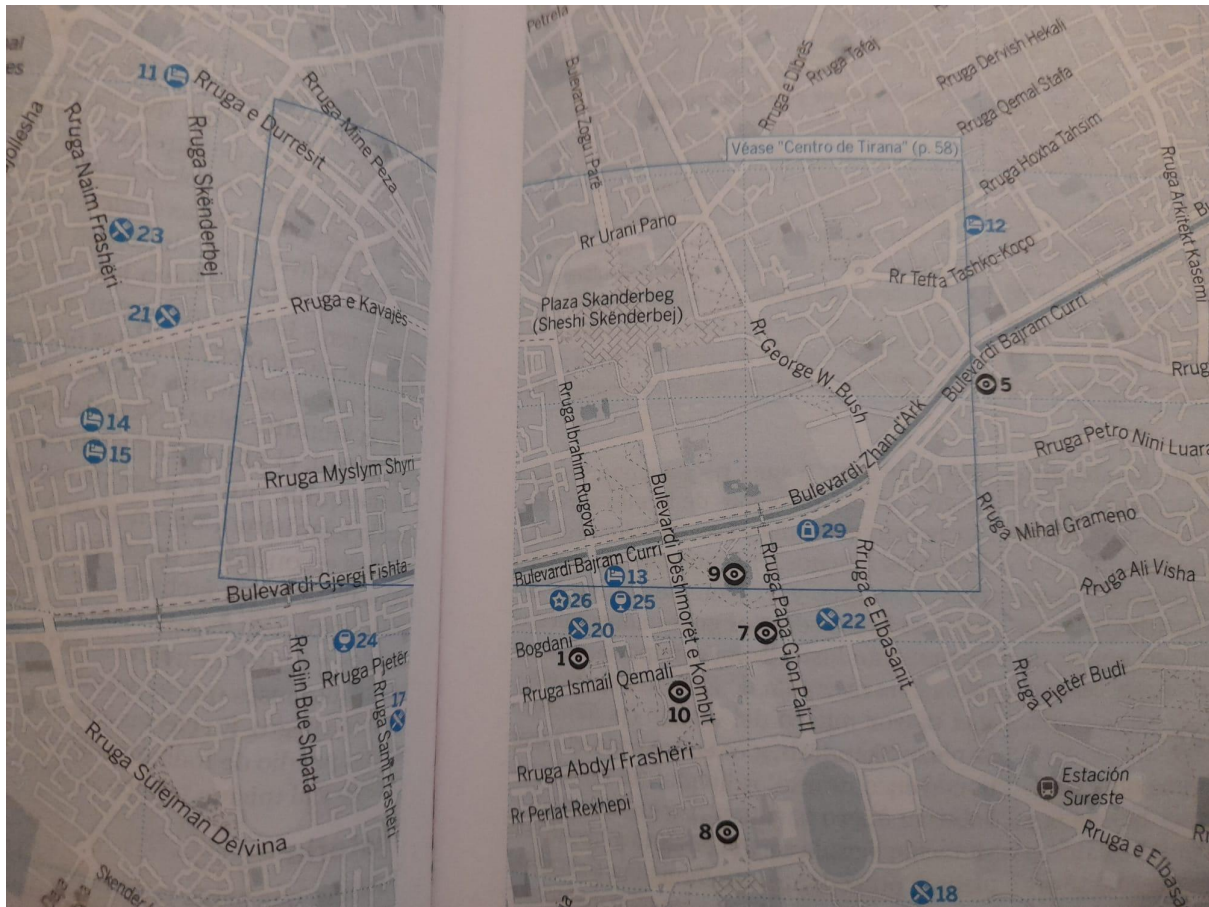 Petrela
Bulevardi Zogu i Parë
Rruga e Dibrës
Rruga Tafaj
Rruga Dervish Hekali
Rruga Qemal Stafa
Rruga Hoxha Tahsim
Rruga Arkitekt Kasemi
11
Rruga e Durrësit
Rruga Mine Peza
Rruga Naim Frashëri
Rruga Skënderbej
Véase "Centro de Tirana" (p. 58)
23
12
Rr Urani Pano
Rr Tefta Tashko-Koço
21
Rruga e Kavajës
Plaza Skanderbeg
(Sheshi Skënderbej)
Rr George W. Bush
Bulevardi Bajram Curri
5
14
15
Rruga Ibrahim Rugova
Bulevardi Zhan d'Ark
Rruga Petro Nini Luara
Rruga Myslym Shyri
Bulevardi Dëshmorët e Kombit
29
Rruga Mihal Grameno
Rruga Ali Visha
Bulevardi Gjergj Fishta
Bulevardi Bajram Curri
13
9
26
25
Rruga Papa Gjon Pali II
Rruga e Elbasanit
22
24
20
7
Rr Gjin Bue Shpata
Rruga Pjetër
Bogdani
1
Rruga Ismail Qemali
10
Rruga Pjetër Budi
17
Rruga Sami Frashëri
Rruga Sulejman Delvina
Rruga Abdyl Frashëri
Estación
Sureste
Rr Perlat Rexhepi
8
Rruga e Elbasa
18
Skender